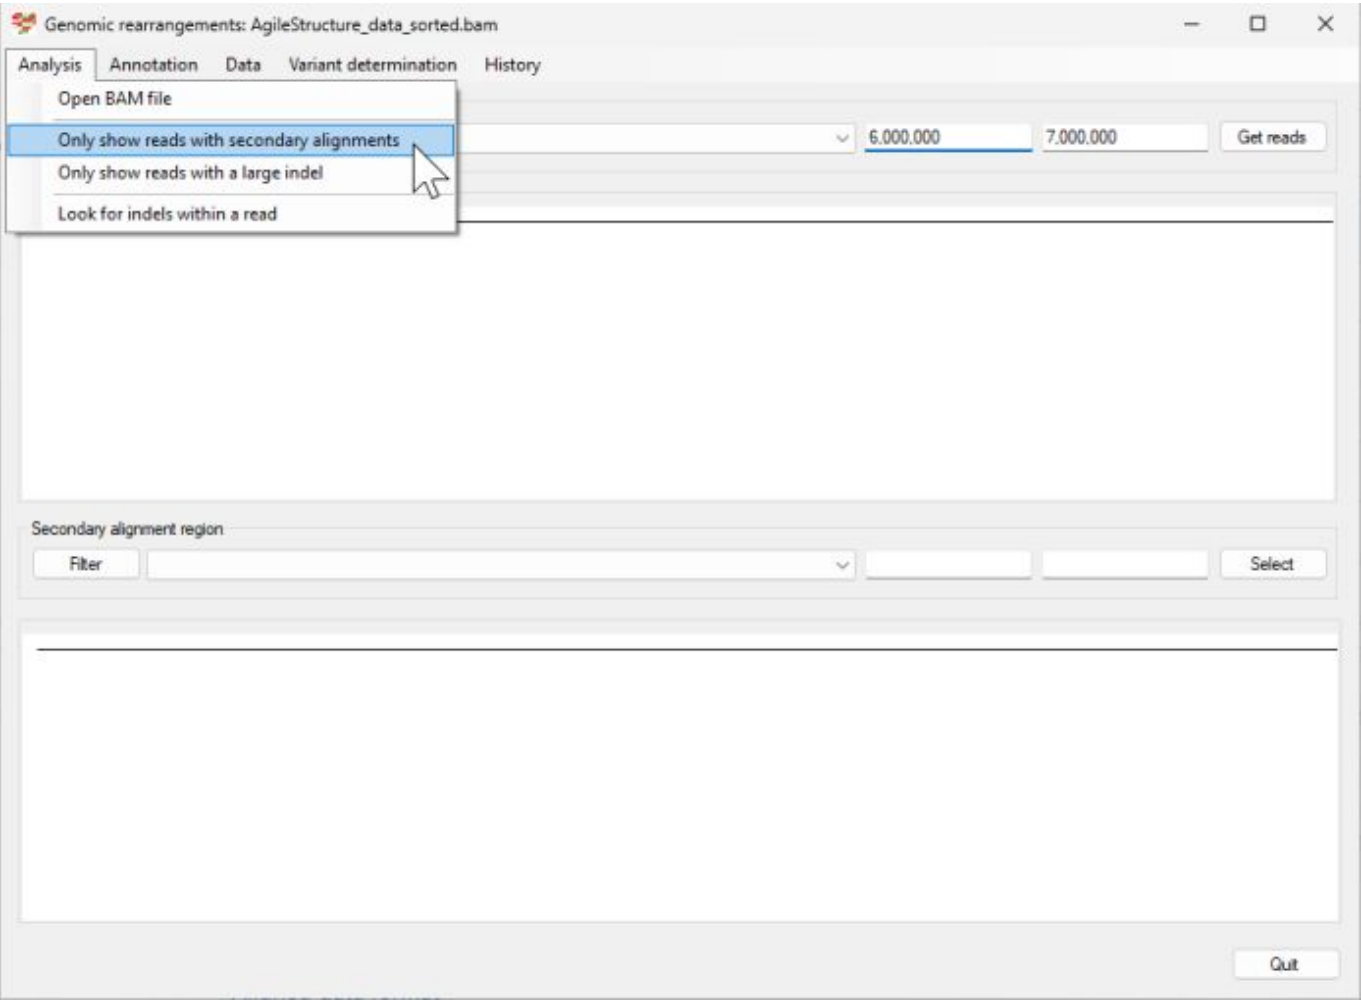 Genomic rearrangements: AgileStructure_data_sorted.bam
Analysis Annotation Data Variant determination History
Open BAM file
Only show reads with secondary alignments
6,000,000 7,000,000 Get reads
Only show reads with a large indel
Look for indels within a read
Secondary alignment region
Filter Select
Quit